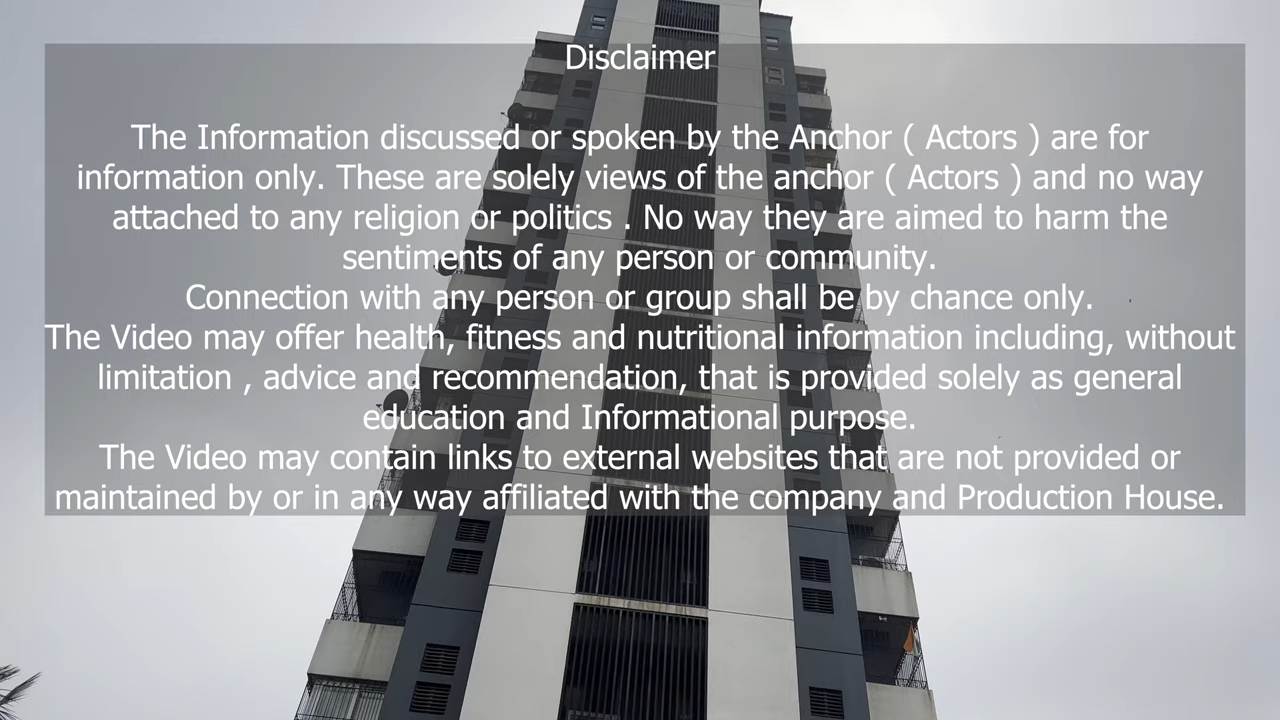 Disclaimer
The Information discussed or spoken by the Anchor ( Actors ) are for
information only. These are solely views of the anchor ( Actors ) and no way
attached to any religion or politics . No way they are aimed to harm the
sentiments of any person or community.
Connection with any person or group shall be by chance only.
The Video may offer health, fitness and nutritional information including, without
limitation , advice and recommendation, that is provided solely as general
education and Informational purpose.
The Video may contain links to external websites that are not provided or
maintained by or in any way affiliated with the company and Production House.